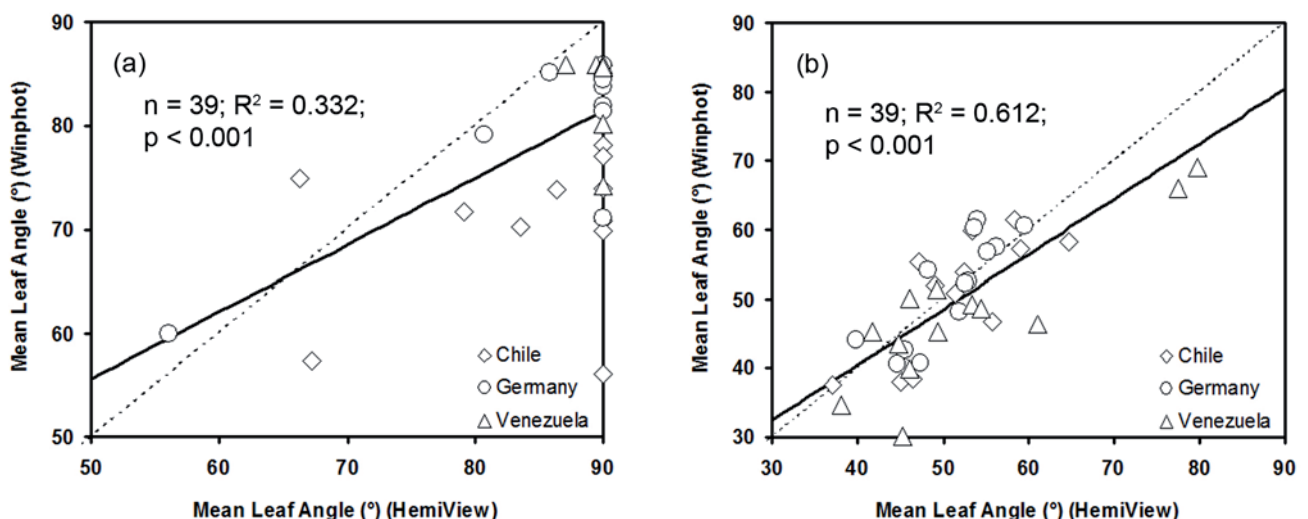 (a)
n = 39; R² = 0.332;
p < 0.001
Mean Leaf Angle (°) (Winphot)
90
80
70
60
50
Chile
Germany
Venezuela
50
60
70
80
90
Mean Leaf Angle (°) (HemiView)
(b)
n = 39; R² = 0.612;
p < 0.001
Mean Leaf Angle (°) (Winphot)
90
80
70
60
50
40
30
Chile
Germany
Venezuela
30
40
50
60
70
80
90
Mean Leaf Angle (°) (HemiView)